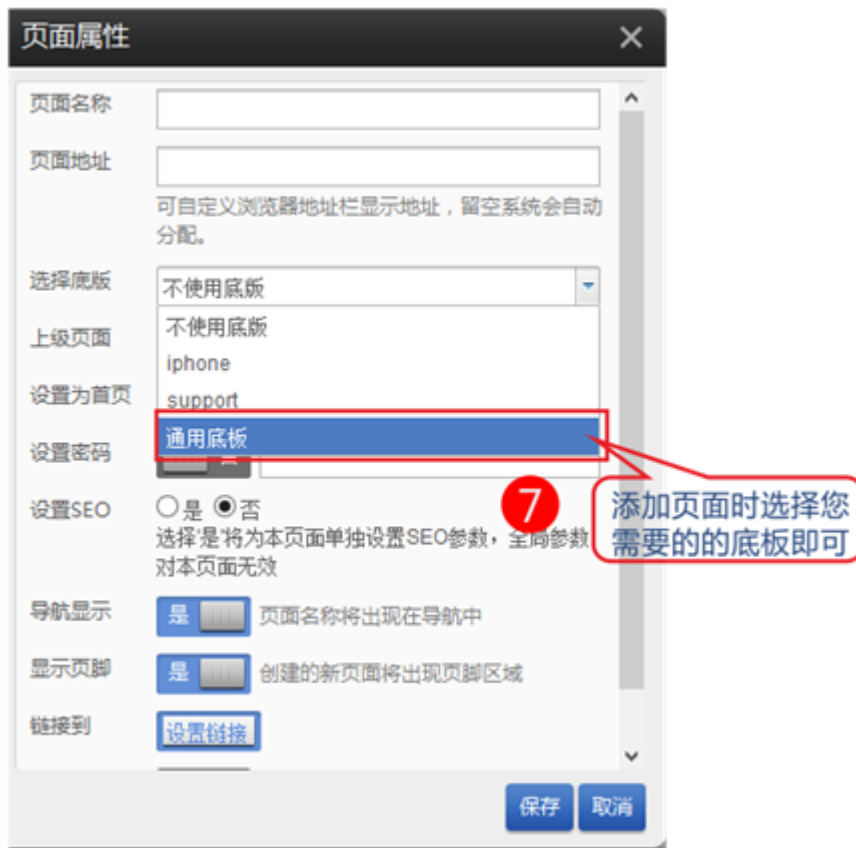 页面属性
页面名称
页面地址
可自定义浏览器地址栏显示地址，留空系统会自动
分配。
选择底版
不使用底版
不使用底版
上级页面
iphone
设置为首页
support
通用底板
设置密码
7
添加页面时选择您
需要的的底板即可
设置SEO
是 否
选择'是'将为本页面单独设置SEO参数，全局参数
对本页面无效
导航显示
是
页面名称将出现在导航中
显示页脚
是
创建的新页面将出现页脚区域
链接到
设置链接
保存
取消